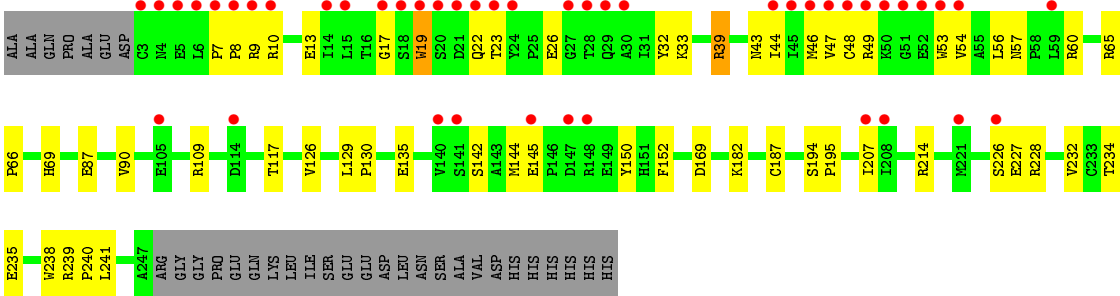 ALA ALA GLN PRO ALA GLU ASP C3 N4 E5 L6 P7 P8 R9 R10 E13 I14 L15 T16 G17 S18 W19 S20 D21 Q22 T23 Y24 P25 E26 G27 T28 Q29 A30 I31 Y32 K33 R39 N43 I44 I45 M46 V47 C48 R49 K50 G51 E52 W53 V54 A55 L56 N57 P58 L59 R60 R65
P66 H69 E87 V90 E105 R109 D114 T117 V126 L129 P130 E135 V140 S141 S142 A143 M144 E145 P146 D147 R148 E149 Y150 H151 F152 D169 K182 C187 S194 P195 I207 I208 R214 M221 S226 E227 R228 V232 C233 T234
E235 W238 R239 P240 L241 A247 ARG GLY GLY PRO GLU GLN LYS LEU ILE SER GLU GLU ASP LEU ASN SER ALA VAL ASP HIS HIS HIS HIS HIS HIS